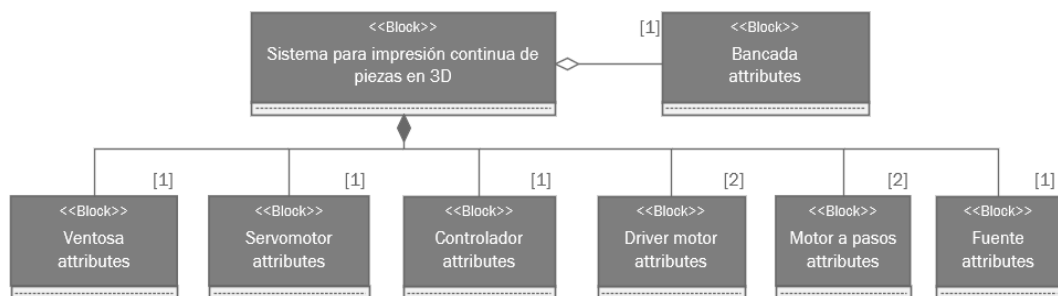 <<Block>>
Sistema para impresión continua de
piezas en 3D
[1]
<<Block>>
Bancada
attributes
[1]
<<Block>>
Ventosa
attributes
[1]
<<Block>>
Servomotor
attributes
[1]
<<Block>>
Controlador
attributes
[2]
<<Block>>
Driver motor
attributes
[2]
<<Block>>
Motor a pasos
attributes
[1]
<<Block>>
Fuente
attributes